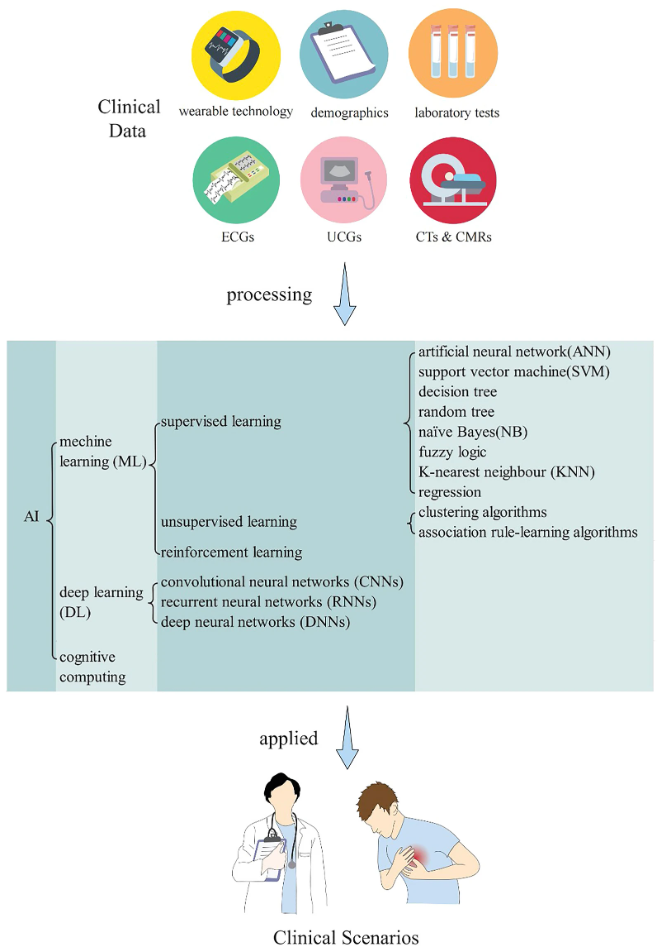 Clinical
Data
wearable technology
demographics
laboratory tests
ECGs
UCGs
CTs & CMRs
processing
AI
mechine
learning (ML)
supervised learning
artificial neural network(ANN)
support vector machine(SVM)
decision tree
random tree
naïve Bayes(NB)
fuzzy logic
K-nearest neighbour (KNN)
regression
unsupervised learning
clustering algorithms
association rule-learning algorithms
reinforcement learning
deep learning
(DL)
convolutional neural networks (CNNs)
recurrent neural networks (RNNs)
deep neural networks (DNNs)
cognitive
computing
applied
Clinical Scenarios